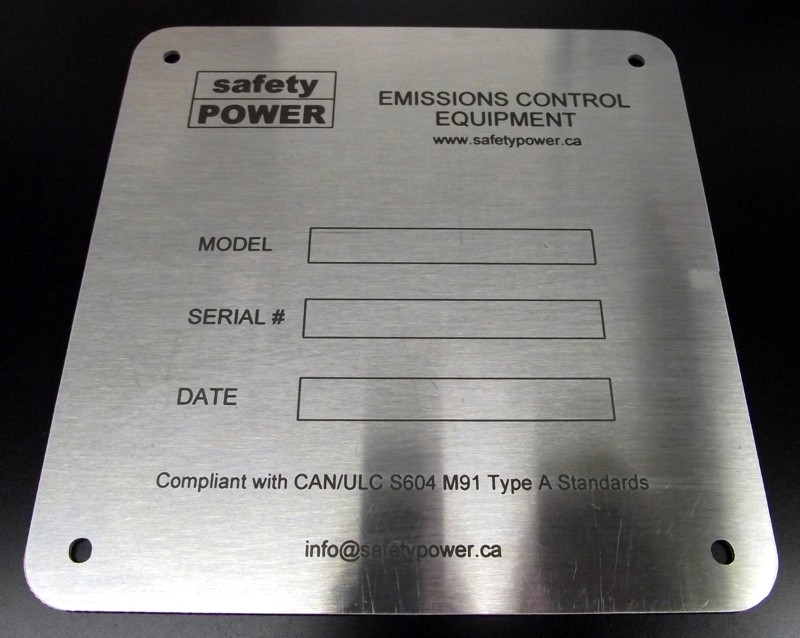 safety
POWER
EMISSIONS CONTROL
EQUIPMENT
www.safetypower.ca
MODEL
SERIAL #
DATE
Compliant with CAN/ULC S604 M91 Type A Standards
info@safetypower.ca